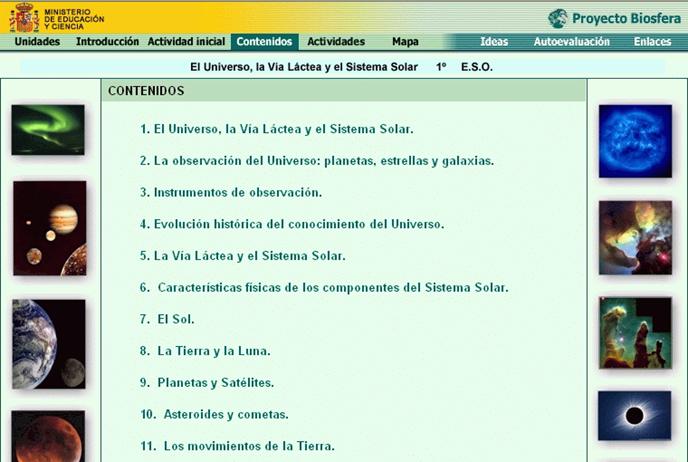 MINISTERIO
DE EDUCACIÓN
Y CIENCIA
Proyecto Biosfera
Unidades Introducción Actividad inicial Contenidos Actividades Mapa Ideas Autoevaluación Enlaces
El Universo, la Vía Láctea y el Sistema Solar 1º E.S.O.
CONTENIDOS
1. El Universo, la Vía Láctea y el Sistema Solar.
2. La observación del Universo: planetas, estrellas y galaxias.
3. Instrumentos de observación.
4. Evolución histórica del conocimiento del Universo.
5. La Vía Láctea y el Sistema Solar.
6. Características físicas de los componentes del Sistema Solar.
7. El Sol.
8. La Tierra y la Luna.
9. Planetas y Satélites.
10. Asteroides y cometas.
11. Los movimientos de la Tierra.